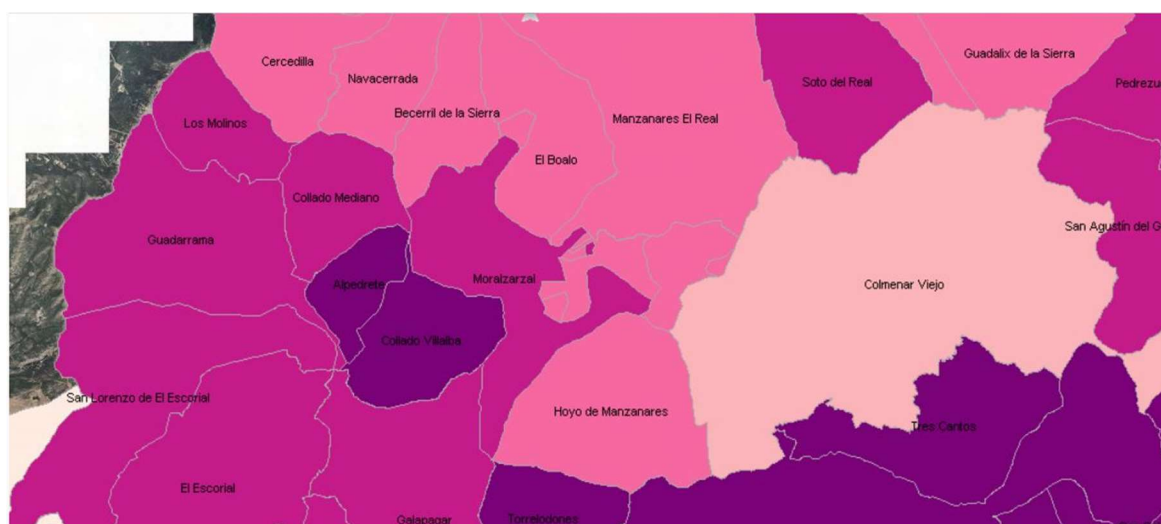 Guadalix de la Sierra
Cercedilla
Navacerrada
Soto del Real
Pedrezue
Becerril de la Sierra
Manzanares El Real
Los Molinos
El Boalo
Collado Mediano
San Agustín del G
Guadarrama
Moralzarzal
Alpedrete
Colmenar Viejo
Collado Villalba
San Lorenzo de El Escorial
Hoyo de Manzanares
Tres Cantos
El Escorial
Galapagar
Torrelodones